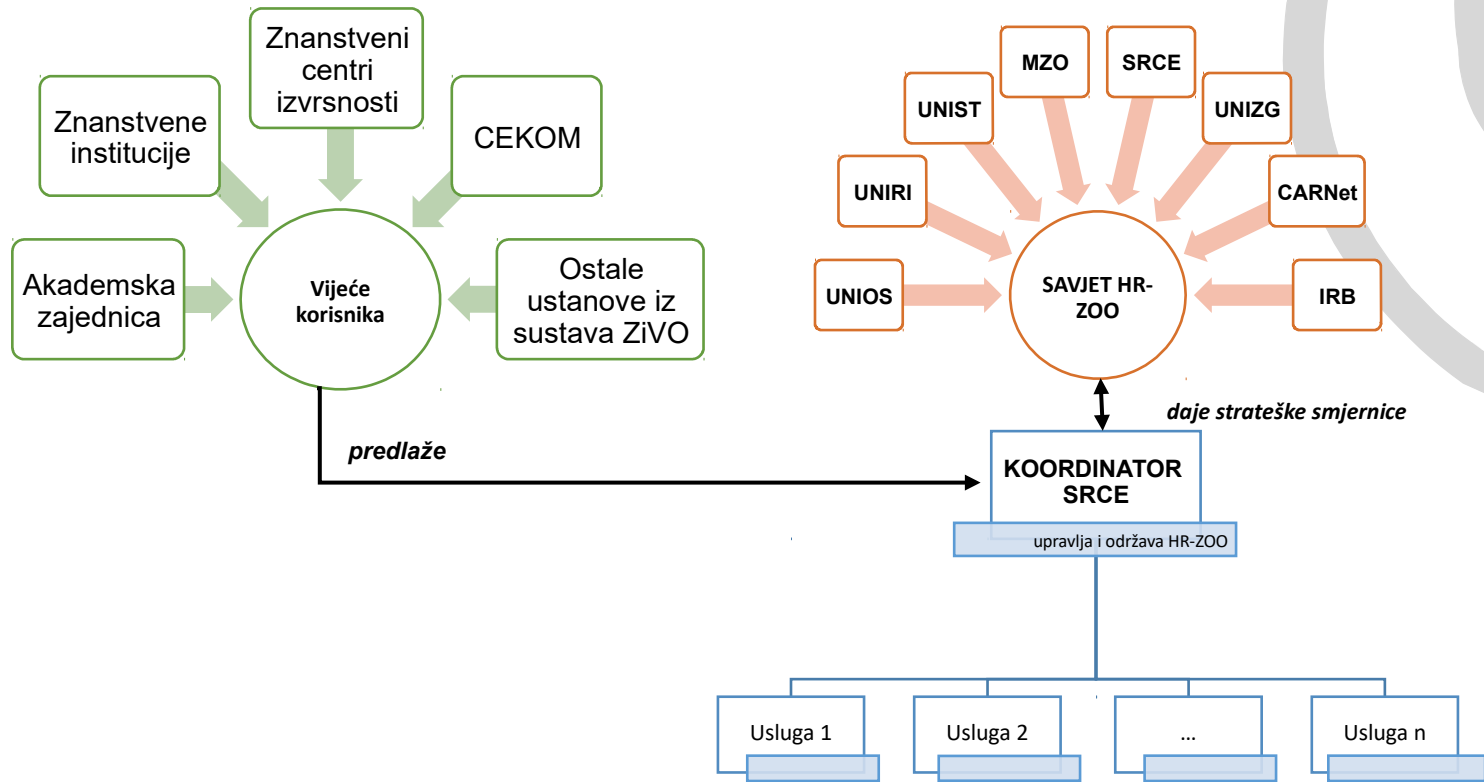 Znanstveni
centri
izvrsnosti
Znanstvene
institucije
CEKOM
Akademska
zajednica
Vijeće
korisnika
Ostale
ustanove iz
sustava ZiVO
MZO
SRCE
UNIST
UNIZG
UNIRI
CARNet
UNIOS
SAVJET HR-
ZOO
IRB
daje strateške smjernice
predlaže
KOORDINATOR
SRCE
upravlja i održava HR-ZOO
Usluga 1
Usluga 2
...
Usluga n